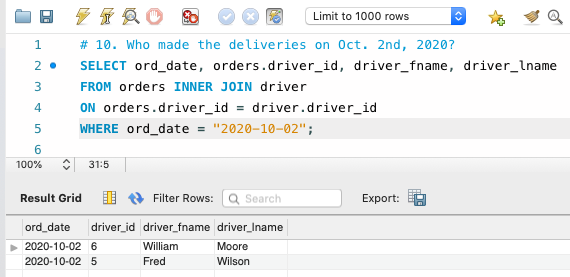 Limit to 1000 rows
1 # 10. Who made the deliveries on Oct. 2nd, 2020?
2 SELECT ord_date, orders.driver_id, driver_fname, driver_lname
3 FROM orders INNER JOIN driver
4 ON orders.driver_id = driver.driver_id
5 WHERE ord_date = "2020-10-02";
6
100% 31:5
Result Grid Filter Rows: Search Export:
ord_date driver_id driver_fname driver_lname
2020-10-02 6 William Moore
2020-10-02 5 Fred Wilson